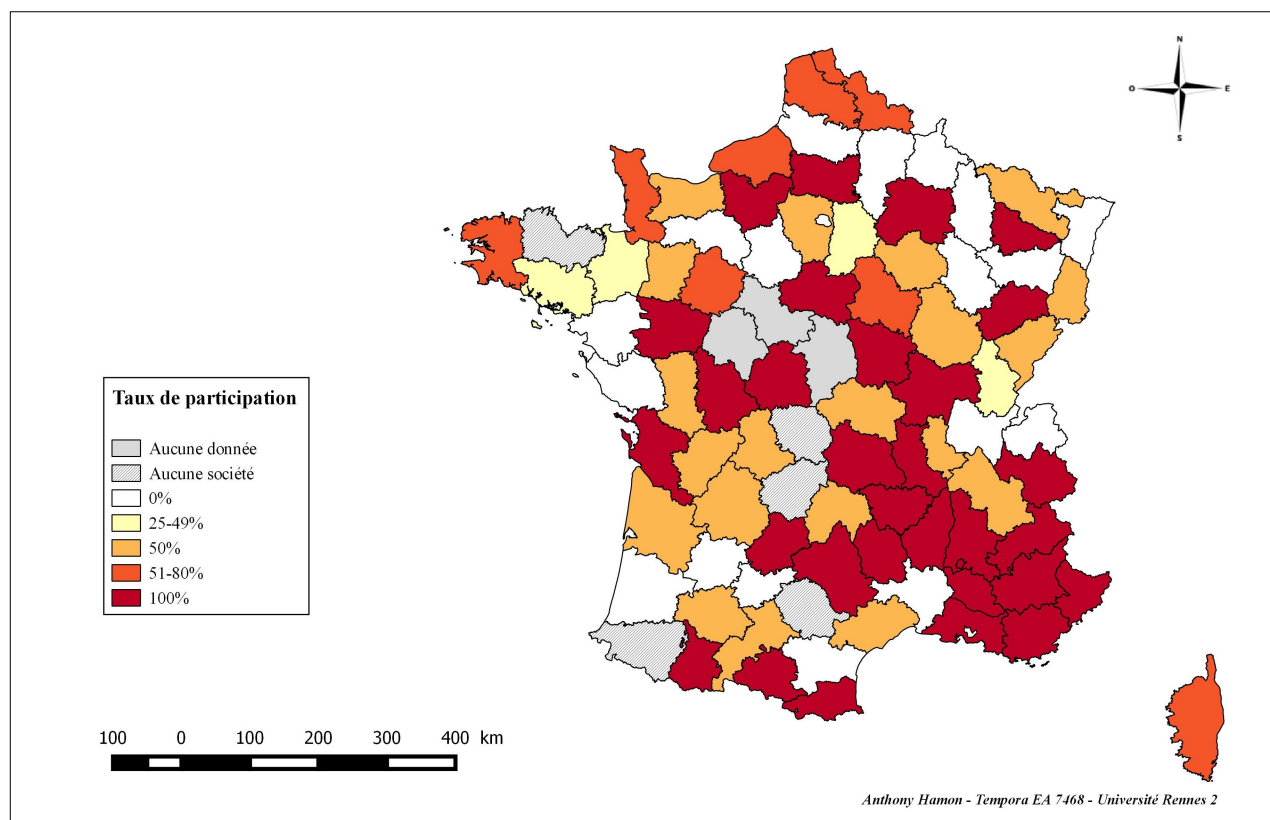 N
O E
S
Taux de participation
Aucune donnée
Aucune société
0%
25-49%
50%
51-80%
100%
100 0 100 200 300 400 km
Anthony Hamon - Tempora EA 7468 - Université Rennes 2